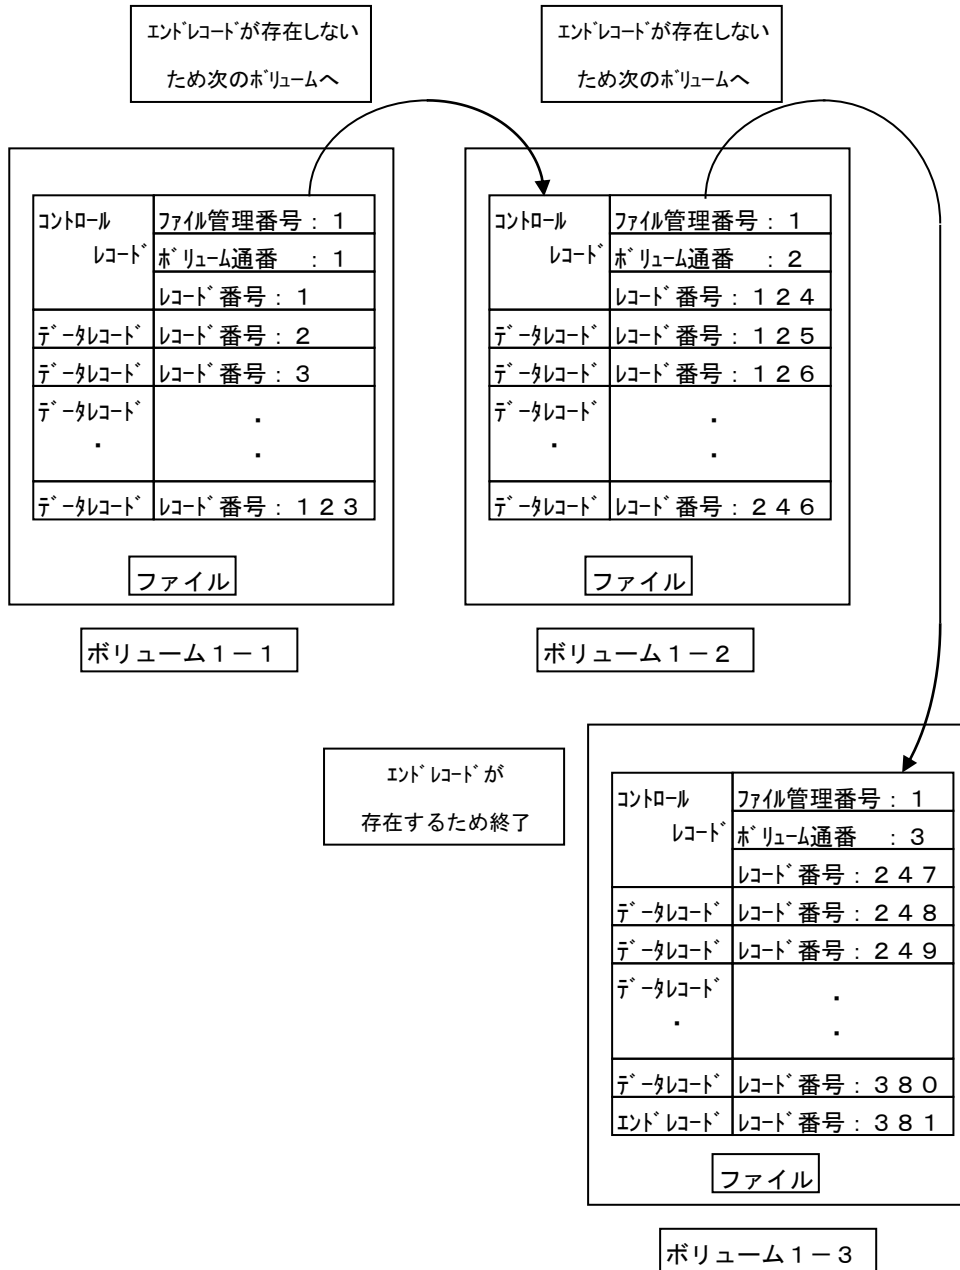 エンドレコードが存在しない
ため次のボリュームへ
エンドレコードが存在しない
ため次のボリュームへ
コントロール
レコード
ファイル管理番号：１
ボリューム通番　：１
レコード番号：１
データレコード レコード番号：２
データレコード レコード番号：３
データレコード ・
・ ・
データレコード レコード番号：１２３
ファイル
ボリューム１－１
コントロール
レコード
ファイル管理番号：１
ボリューム通番　：２
レコード番号：１２４
データレコード レコード番号：１２５
データレコード レコード番号：１２６
データレコード ・
・ ・
データレコード レコード番号：２４６
ファイル
ボリューム１－２
エンドレコードが
存在するため終了
コントロール
レコード
ファイル管理番号：１
ボリューム通番　：３
レコード番号：２４７
データレコード レコード番号：２４８
データレコード レコード番号：２４９
データレコード ・
・ ・
データレコード レコード番号：３８０
エンドレコード レコード番号：３８１
ファイル
ボリューム１－３